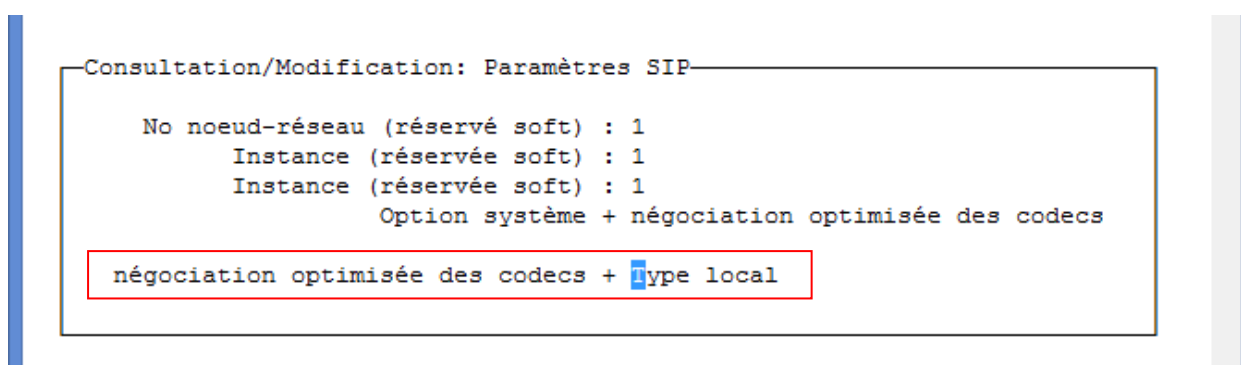 Consultation/Modification: Paramètres SIP
No noeud-réseau (réservé soft) : 1
Instance (réservée soft) : 1
Instance (réservée soft) : 1
Option système + négociation optimisée des codecs
négociation optimisée des codecs + Type local